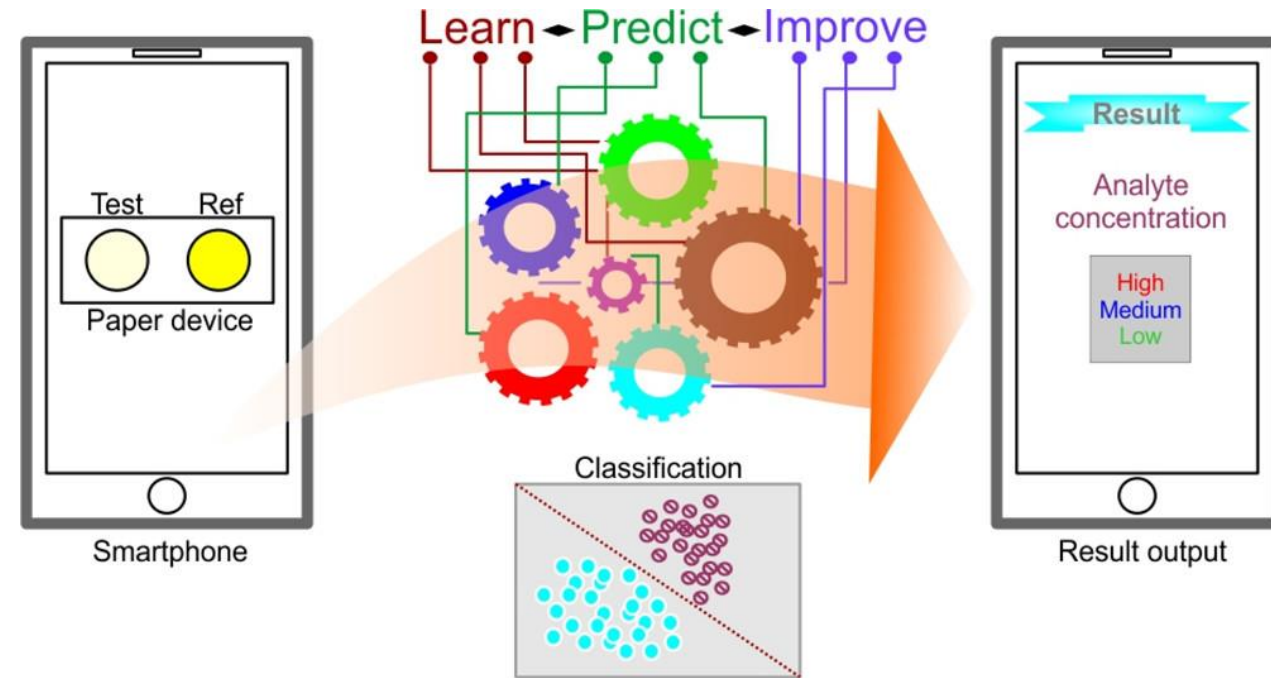 Learn Predict Improve
Test Ref
Paper device
Smartphone
Classification
Result
Analyte
concentration
High
Medium
Low
Result output